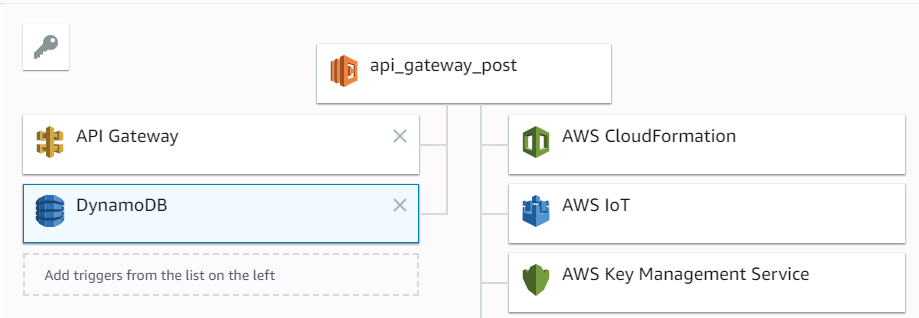 api_gateway_post
API Gateway
DynamoDB
Add triggers from the list on the left
AWS CloudFormation
AWS IoT
AWS Key Management Service